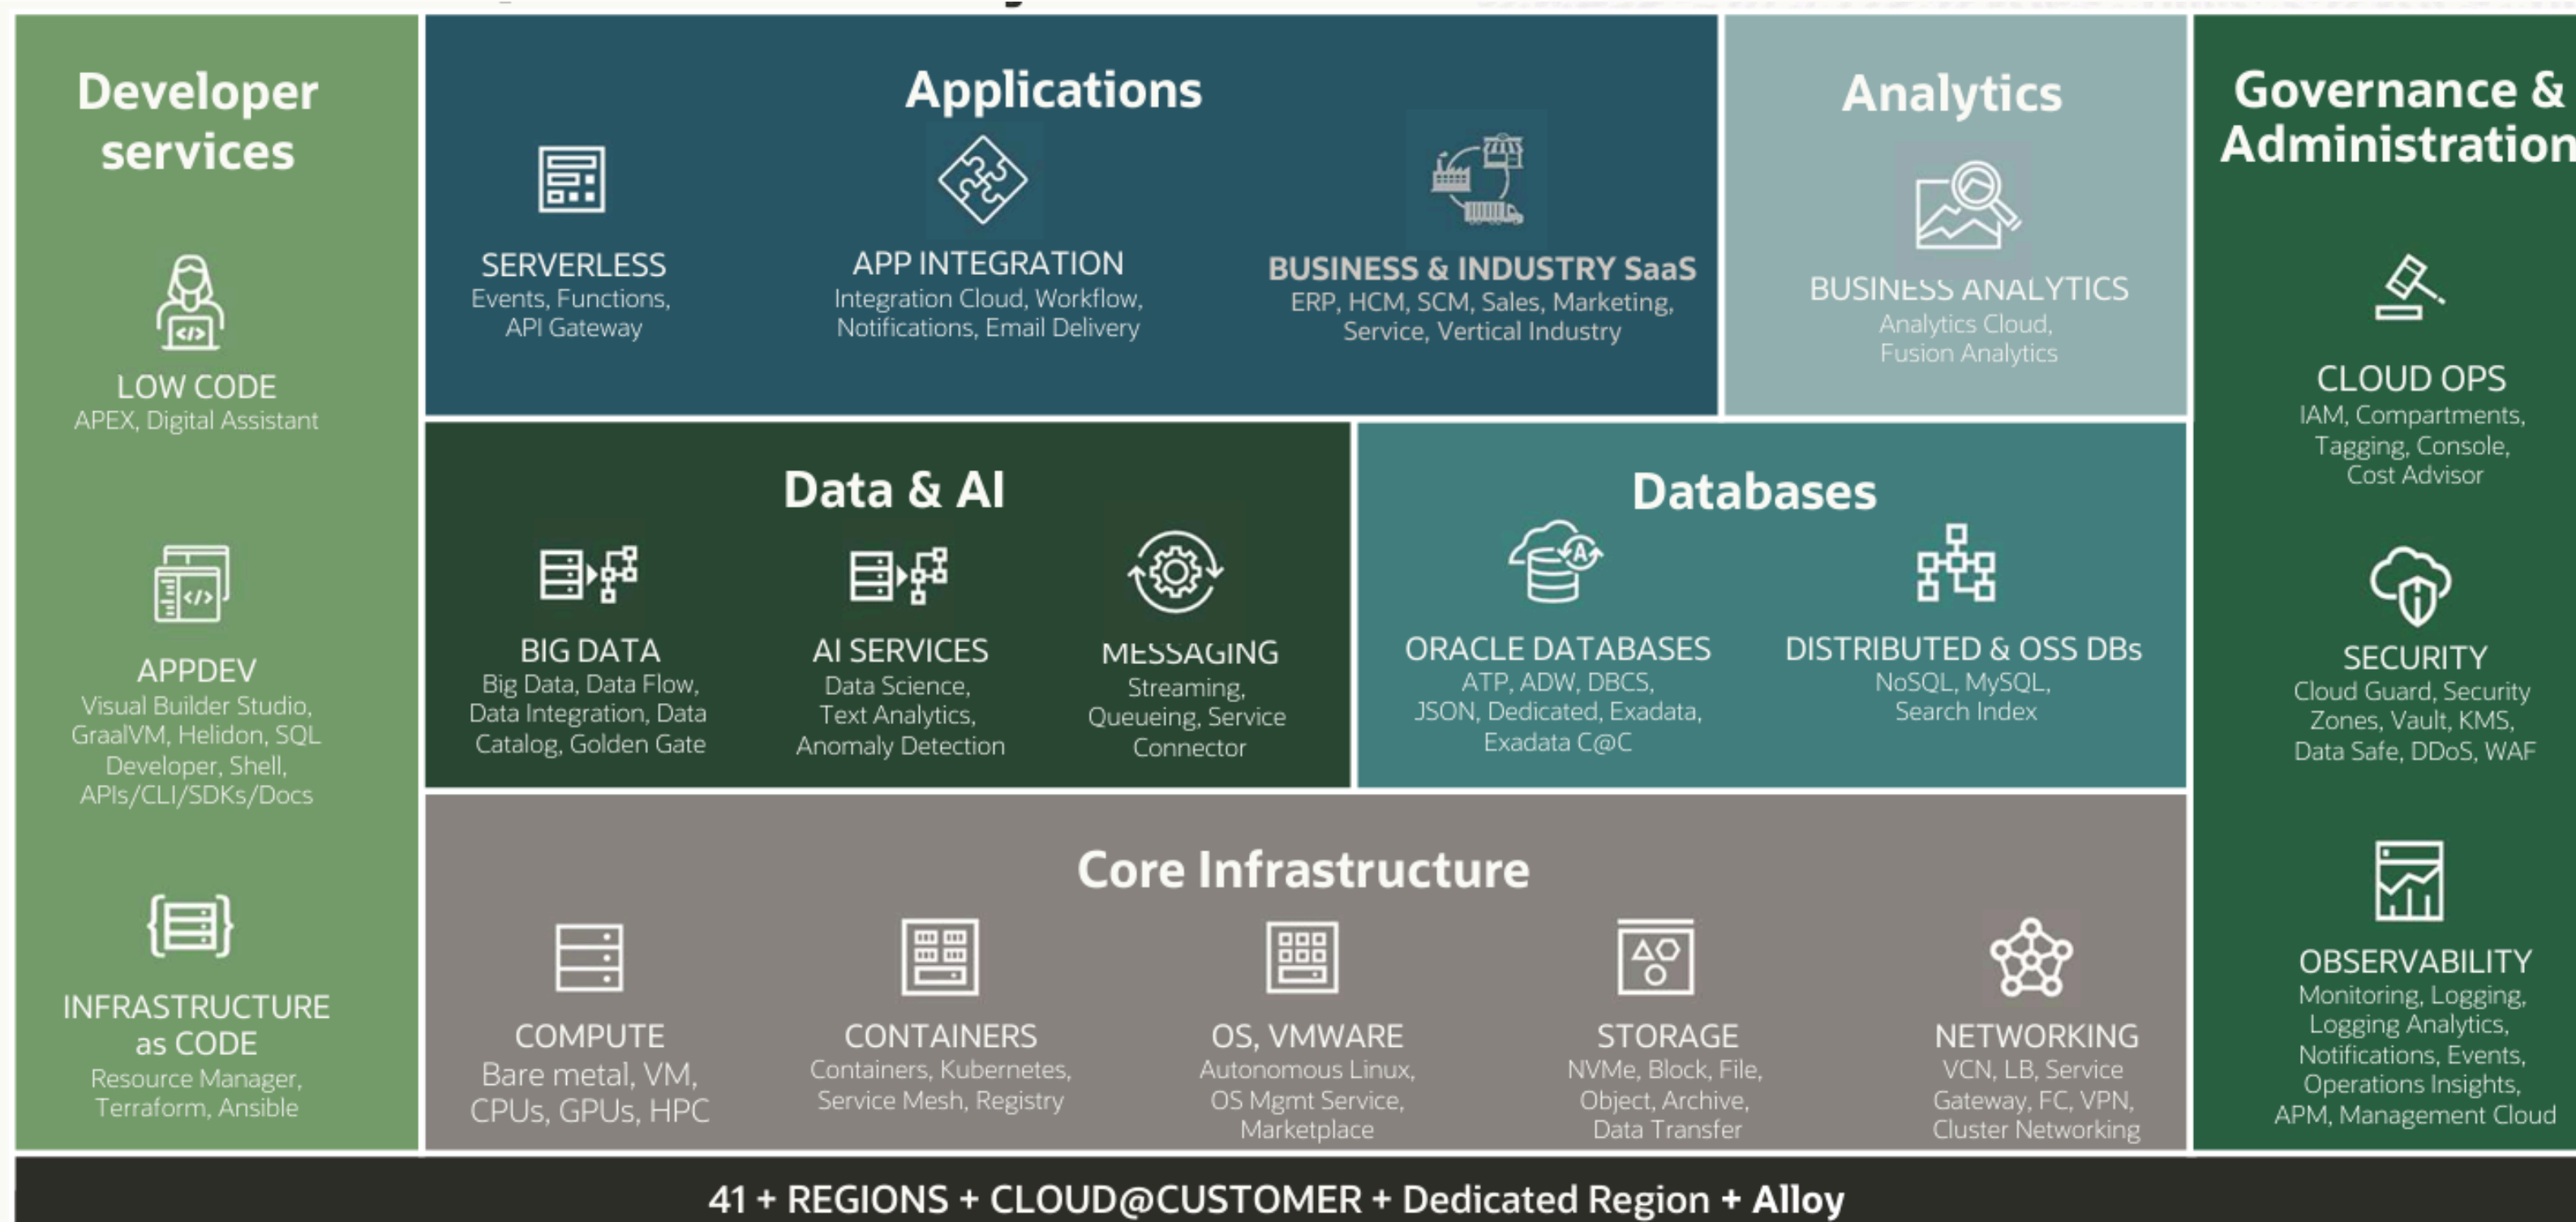 Developer
services
LOW CODE
APEX, Digital Assistant
APPDEV
Visual Builder Studio,
GraalVM, Helidon, SQL
Developer, Shell,
APIs/CLI/SDKs/Docs
INFRASTRUCTURE
as CODE
Resource Manager,
Terraform, Ansible
Applications
SERVERLESS
Events, Functions,
API Gateway
APP INTEGRATION
Integration Cloud, Workflow,
Notifications, Email Delivery
BUSINESS & INDUSTRY SaaS
ERP, HCM, SCM, Sales, Marketing,
Service, Vertical Industry
Analytics
BUSINESS ANALYTICS
Analytics Cloud,
Fusion Analytics
Data & AI
BIG DATA
Big Data, Data Flow,
Data Integration, Data
Catalog, Golden Gate
AI SERVICES
Data Science,
Text Analytics,
Anomaly Detection
MESSAGING
Streaming,
Queueing, Service
Connector
Databases
ORACLE DATABASES
ATP, ADW, DBCS,
JSON, Dedicated, Exadata,
Exadata C@C
DISTRIBUTED & OSS DBs
NoSQL, MySQL,
Search Index
Core Infrastructure
COMPUTE
Bare metal, VM,
CPUs, GPUs, HPC
CONTAINERS
Containers, Kubernetes,
Service Mesh, Registry
OS, VMWARE
Autonomous Linux,
OS Mgmt Service,
Marketplace
STORAGE
NVMe, Block, File,
Object, Archive,
Data Transfer
NETWORKING
VCN, LB, Service
Gateway, FC, VPN,
Cluster Networking
Governance &
Administration
CLOUD OPS
IAM, Compartments,
Tagging, Console,
Cost Advisor
SECURITY
Cloud Guard, Security
Zones, Vault, KMS,
Data Safe, DDoS, WAF
OBSERVABILITY
Monitoring, Logging,
Logging Analytics,
Notifications, Events,
Operations Insights,
APM, Management Cloud
41 + REGIONS + CLOUD@CUSTOMER + Dedicated Region + Alloy